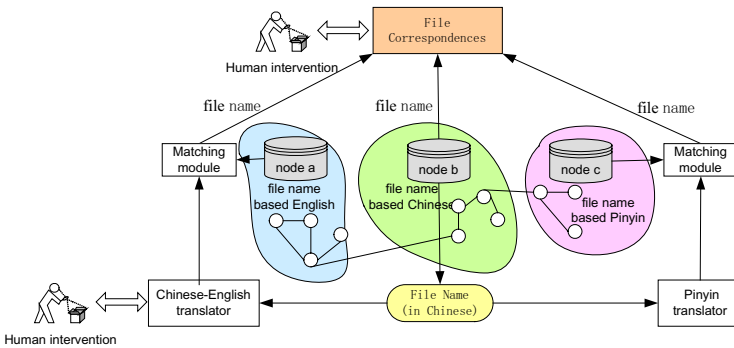 File
Correspondences
Human intervention
file name
file name
file name
Matching
module
node a
file name
based English
node b
file name
based Chinese
node c
file name
based Pinyin
Matching
module
Chinese-English
translator
File Name
(in Chinese)
Pinyin
translator
Human intervention